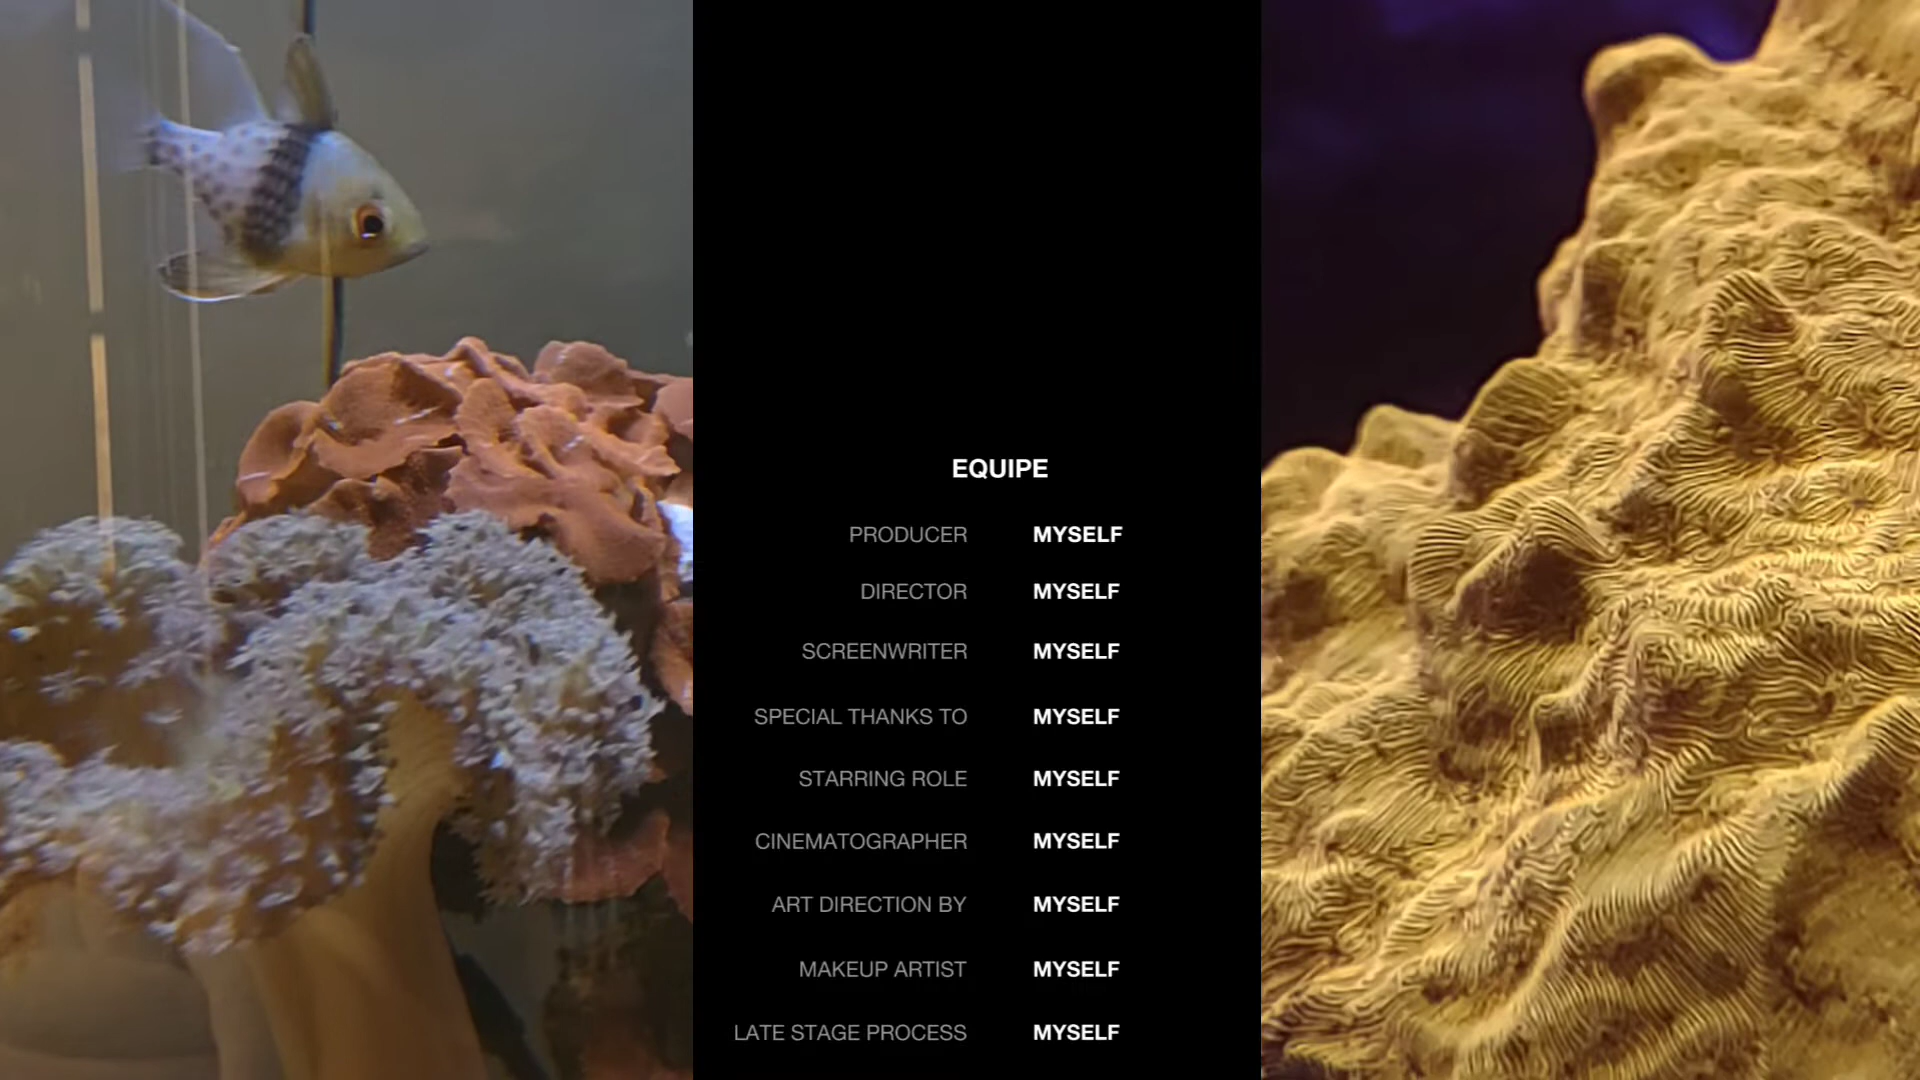 EQUIPE
PRODUCER MYSELF
DIRECTOR MYSELF
SCREENWRITER MYSELF
SPECIAL THANKS TO MYSELF
STARRING ROLE MYSELF
CINEMATOGRAPHER MYSELF
ART DIRECTION BY MYSELF
MAKEUP ARTIST MYSELF
LATE STAGE PROCESS MYSELF